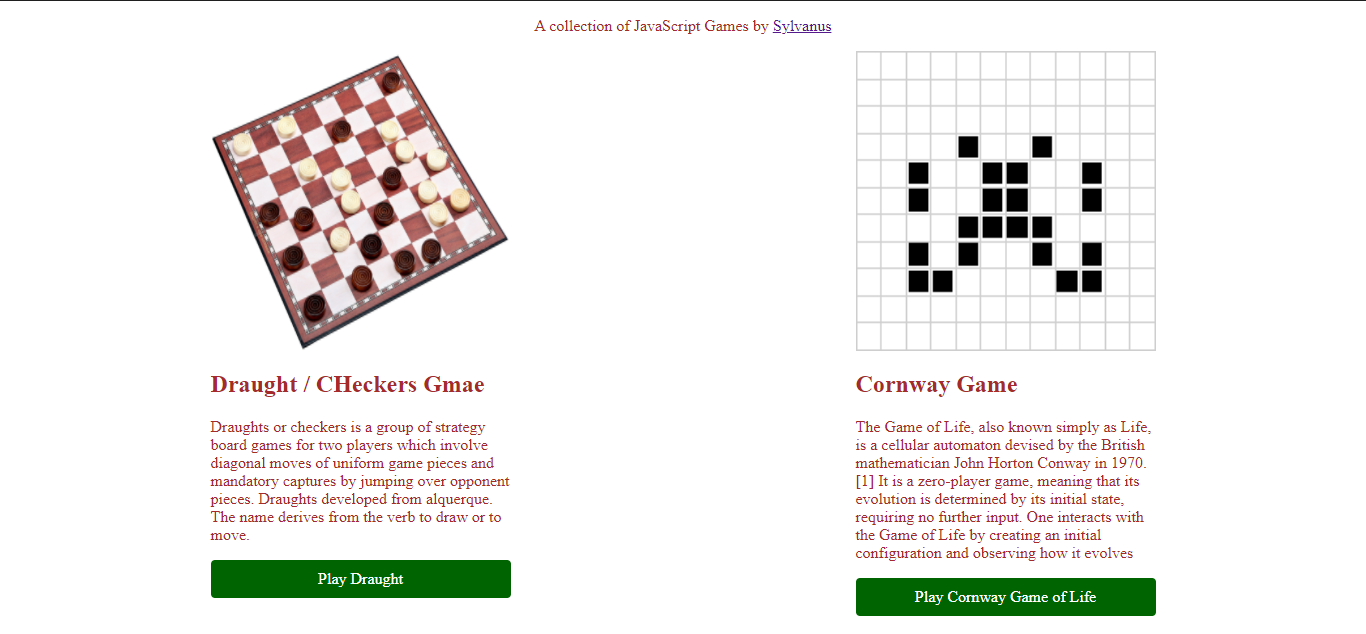 A collection of JavaScript Games by Sylvanus
Draught / CHeckers Gmae
Draughts or checkers is a group of strategy
board games for two players which involve
diagonal moves of uniform game pieces and
mandatory captures by jumping over opponent
pieces. Draughts developed from alquerque.
The name derives from the verb to draw or to
move.
Play Draught
Cornway Game
The Game of Life, also known simply as Life,
is a cellular automaton devised by the British
mathematician John Horton Conway in 1970.
[1] It is a zero-player game, meaning that its
evolution is determined by its initial state,
requiring no further input. One interacts with
the Game of Life by creating an initial
configuration and observing how it evolves
Play Cornway Game of Life